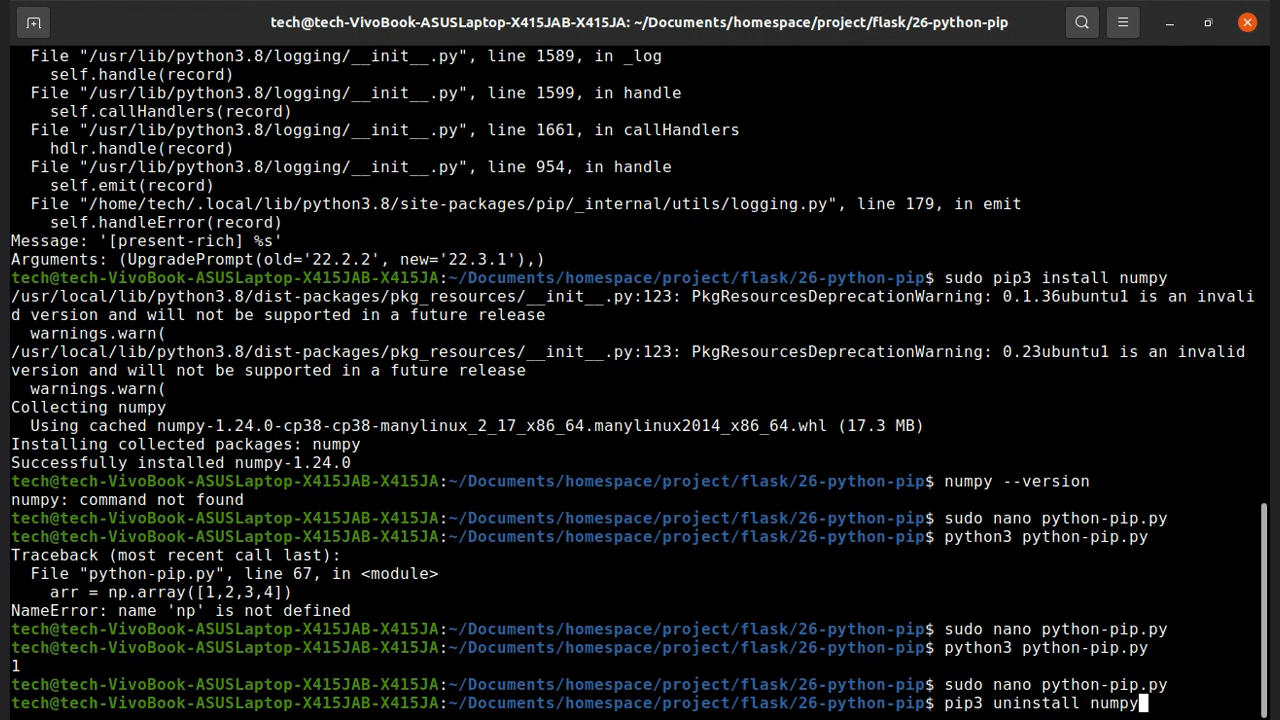 tech@tech-VivoBook-ASUSLaptop-X415JAB-X415JA: ~/Documents/homespace/project/flask/26-python-pip
  File "/usr/lib/python3.8/logging/__init__.py", line 1589, in _log
    self.handle(record)
  File "/usr/lib/python3.8/logging/__init__.py", line 1599, in handle
    self.callHandlers(record)
  File "/usr/lib/python3.8/logging/__init__.py", line 1661, in callHandlers
    hdlr.handle(record)
  File "/usr/lib/python3.8/logging/__init__.py", line 954, in handle
    self.emit(record)
  File "/home/tech/.local/lib/python3.8/site-packages/pip/_internal/utils/logging.py", line 179, in emit
    self.handleError(record)
Message: '[present-rich] %s'
Arguments: (UpgradePrompt(old='22.2.2', new='22.3.1'),)
tech@tech-VivoBook-ASUSLaptop-X415JAB-X415JA:~/Documents/homespace/project/flask/26-python-pip$ sudo pip3 install numpy
/usr/local/lib/python3.8/dist-packages/pkg_resources/__init__.py:123: PkgResourcesDeprecationWarning: 0.1.36ubuntu1 is an invali
d version and will not be supported in a future release
  warnings.warn(
/usr/local/lib/python3.8/dist-packages/pkg_resources/__init__.py:123: PkgResourcesDeprecationWarning: 0.23ubuntu1 is an invalid
version and will not be supported in a future release
  warnings.warn(
Collecting numpy
  Using cached numpy-1.24.0-cp38-cp38-manylinux_2_17_x86_64.manylinux2014_x86_64.whl (17.3 MB)
Installing collected packages: numpy
Successfully installed numpy-1.24.0
tech@tech-VivoBook-ASUSLaptop-X415JAB-X415JA:~/Documents/homespace/project/flask/26-python-pip$ numpy --version
numpy: command not found
tech@tech-VivoBook-ASUSLaptop-X415JAB-X415JA:~/Documents/homespace/project/flask/26-python-pip$ sudo nano python-pip.py
tech@tech-VivoBook-ASUSLaptop-X415JAB-X415JA:~/Documents/homespace/project/flask/26-python-pip$ python3 python-pip.py
Traceback (most recent call last):
  File "python-pip.py", line 67, in <module>
    arr = np.array([1,2,3,4])
NameError: name 'np' is not defined
tech@tech-VivoBook-ASUSLaptop-X415JAB-X415JA:~/Documents/homespace/project/flask/26-python-pip$ sudo nano python-pip.py
tech@tech-VivoBook-ASUSLaptop-X415JAB-X415JA:~/Documents/homespace/project/flask/26-python-pip$ python3 python-pip.py
1
tech@tech-VivoBook-ASUSLaptop-X415JAB-X415JA:~/Documents/homespace/project/flask/26-python-pip$ sudo nano python-pip.py
tech@tech-VivoBook-ASUSLaptop-X415JAB-X415JA:~/Documents/homespace/project/flask/26-python-pip$ pip3 uninstall numpy